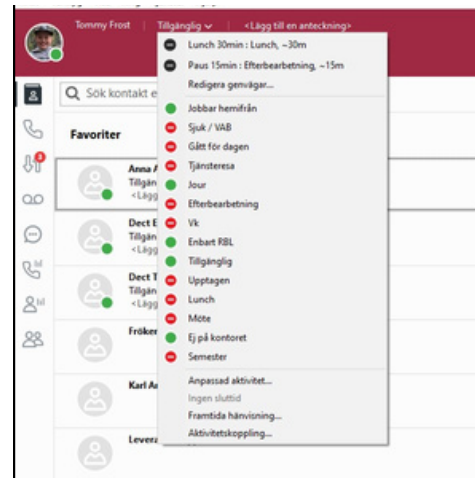 Tommy Frost
Tillgänglig
<Lägg till en anteckning>
Lunch 30min : Lunch, ~30m
Paus 15min : Efterbearbetning, ~15m
Redigera genvägar...
Sök kontakt e
Jobbar hemifrån
Sjuk / VAB
Favoriter
Gått för dagen
3
Tjänsteresa
Anna A
Tillgän
<Lägg
Jour
Efterbearbetning
Vk
Dect E
Tillgän
<Lägg
Enbart RBL
Tillgänglig
Dect T
Tillgän
<Lägg
Upptagen
Lunch
Möte
Fröker
Ej på kontoret
Semester
Anpassad aktivitet...
Karl A
Ingen sluttid
Framtida hänvisning...
Aktivitetskoppling...
Levera